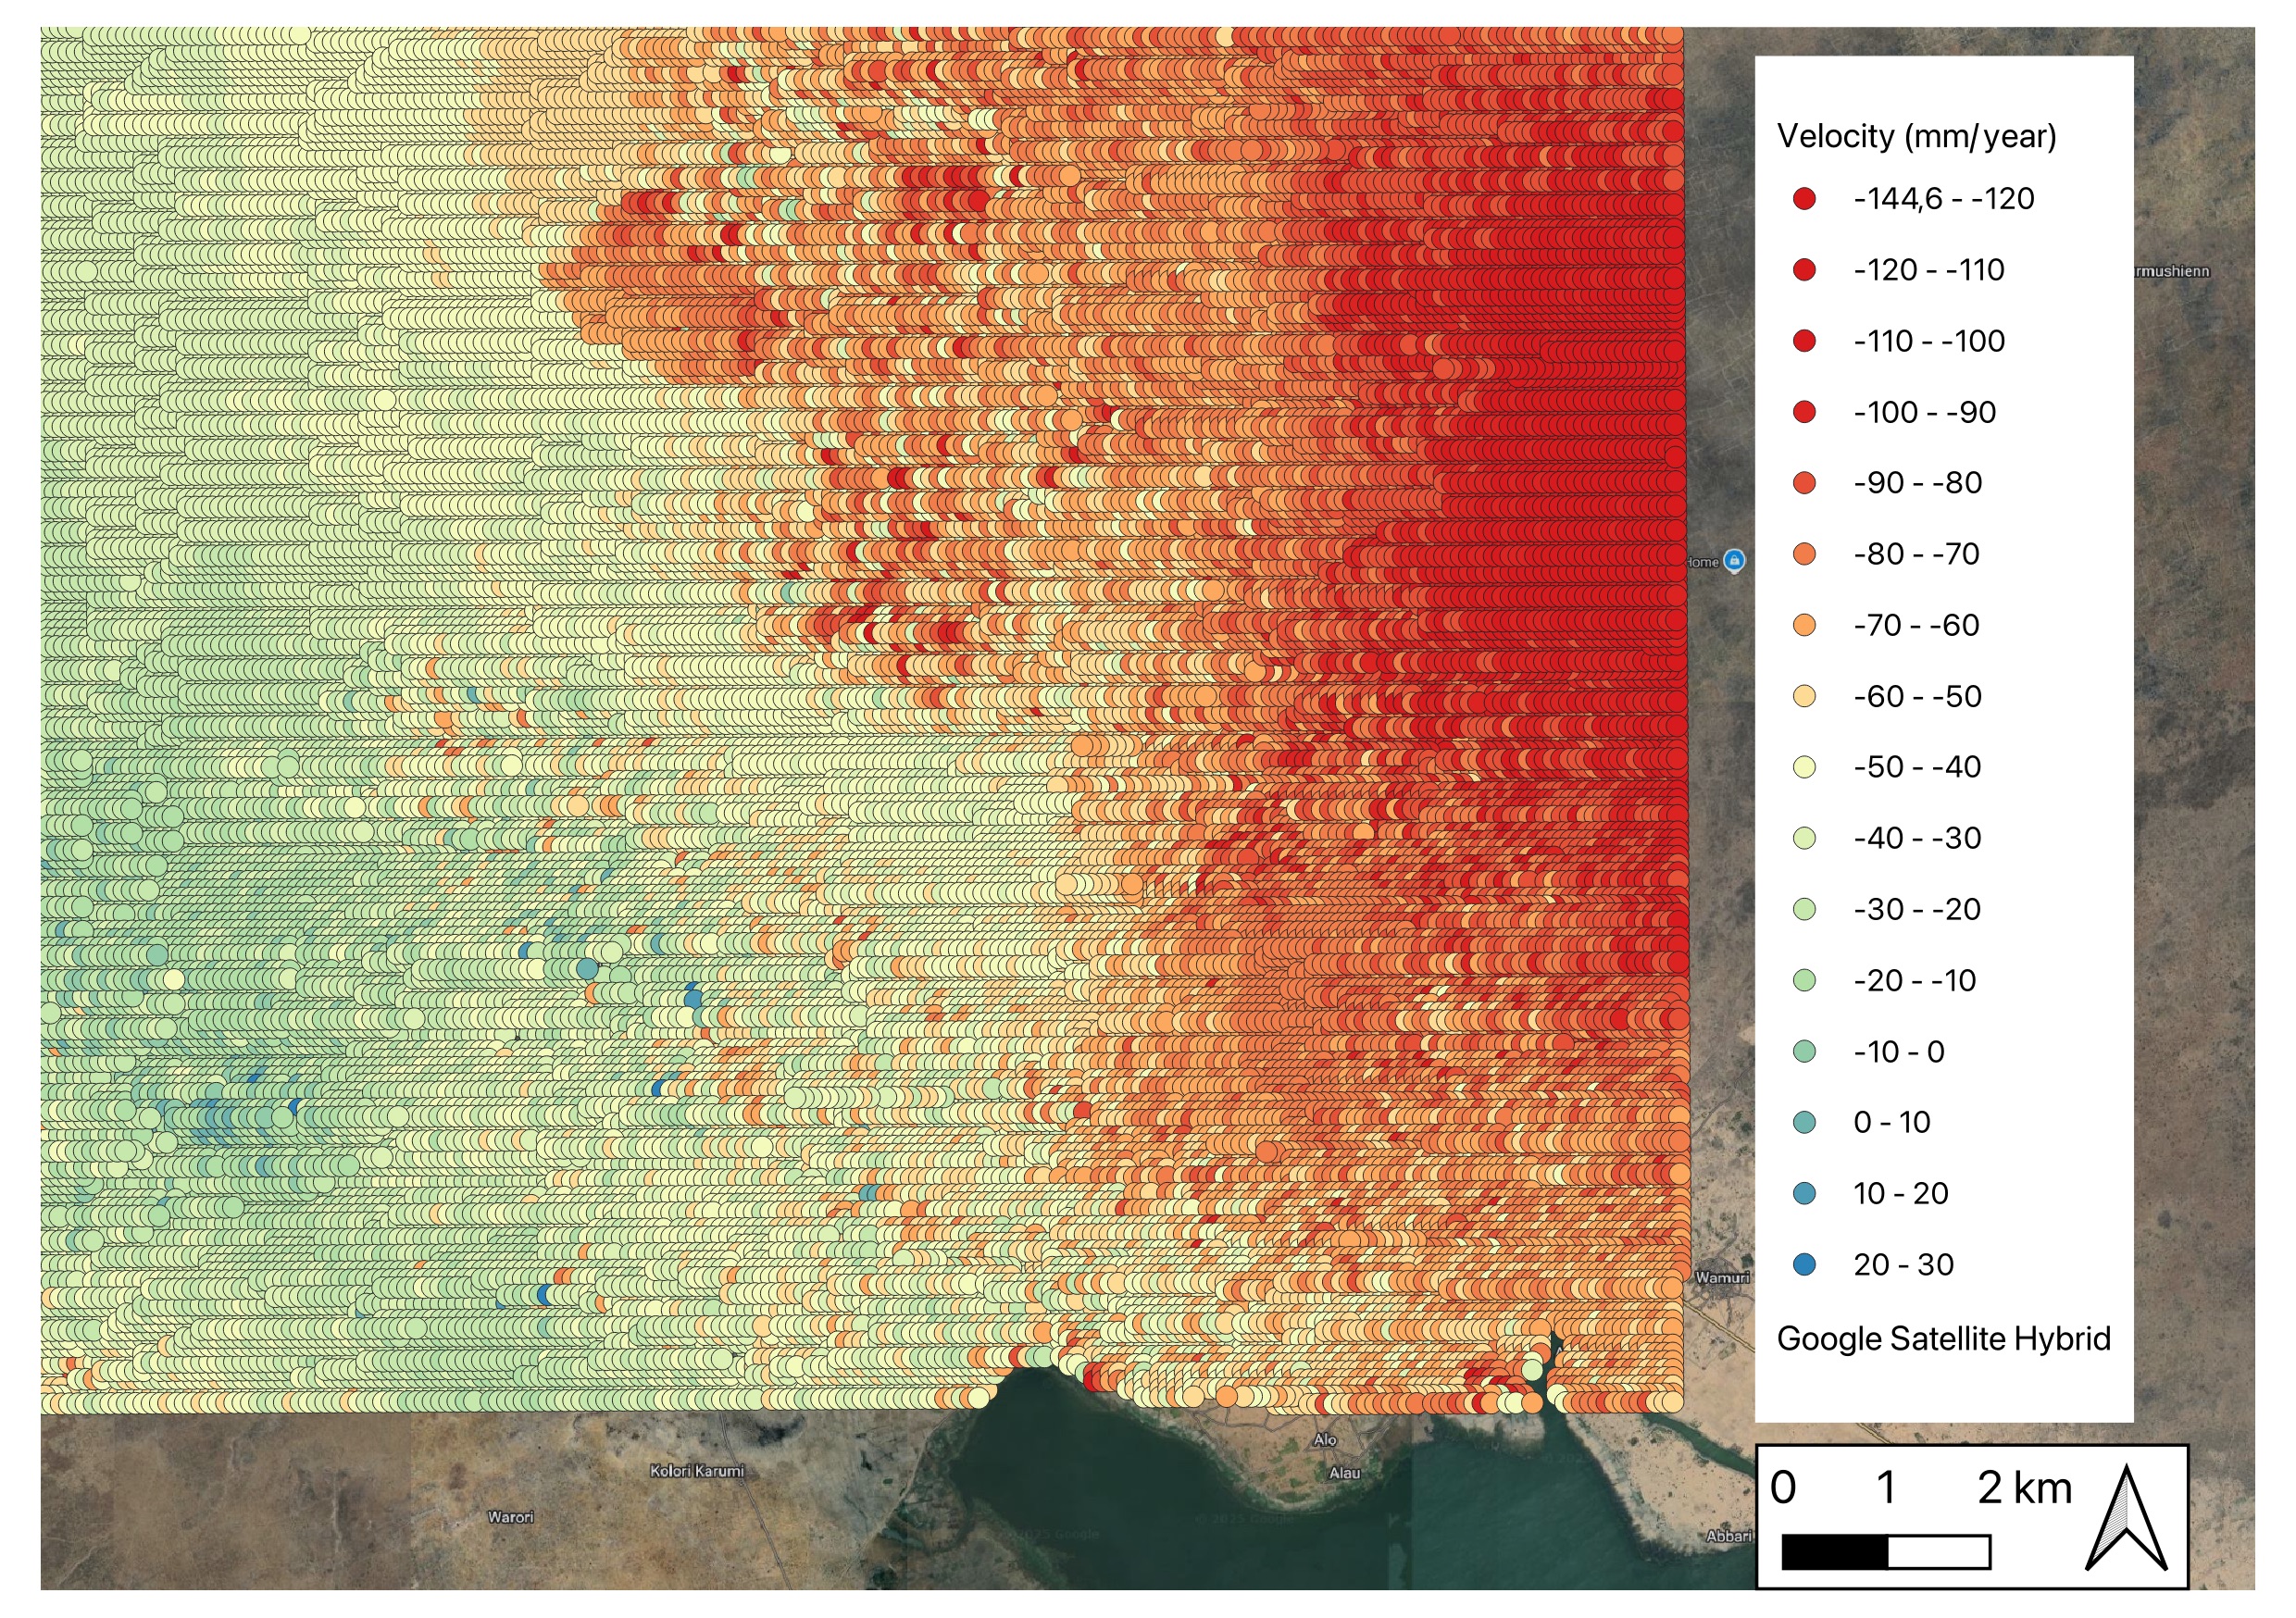 Velocity (mm/year)
-144,6 - -120
-120 - -110
-110 - -100
-100 - -90
-90 - -80
-80 - -70
-70 - -60
-60 - -50
-50 - -40
-40 - -30
-30 - -20
-20 - -10
-10 - 0
0 - 10
10 - 20
20 - 30
Google Satellite Hybrid
0 1 2 km
rmushienn
Home
Wamuri
Alo
Alau
Kolori Karumi
Warori
Abbari